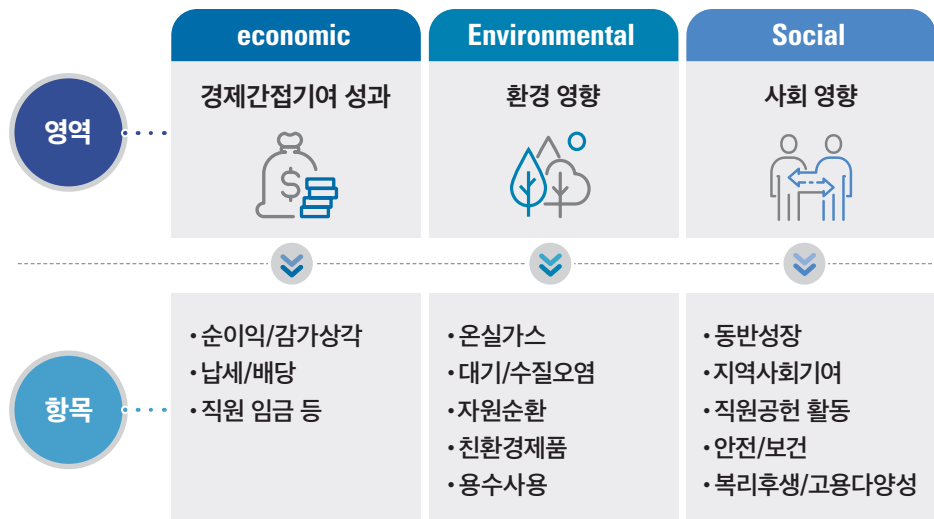 economic
Environmental
Social
영역
경제간접기여 성과
환경 영향
사회 영향
$
항목
•순이익/감가상각
•납세/배당
•직원 임금 등
•온실가스
•대기/수질오염
•자원순환
•친환경제품
•용수사용
•동반성장
•지역사회기여
•직원공헌 활동
•안전/보건
•복리후생/고용다양성